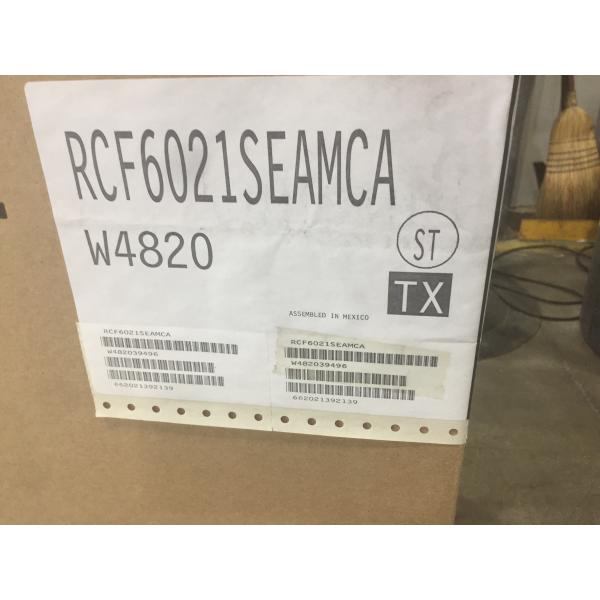 RCF6021SEAMCA
W4820
ST
TX
ASSEMBLED IN MEXICO
RCF6021SEAMCA
W482039496
662021392139
RCF6021SEAMCA
W482039496
662021392139